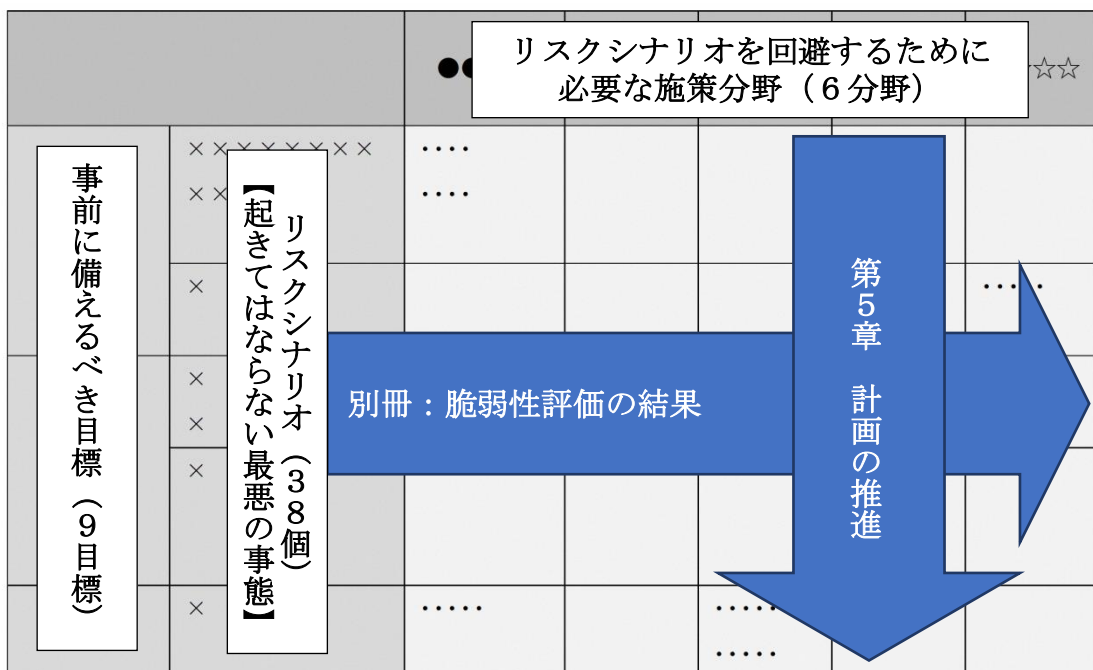 リスクシナリオを回避するために
必要な施策分野（６分野）
●●
☆☆
事前に備えるべき目標（９目標）
リスクシナリオ（３８個）
【起きてはならない最悪の事態】
××××××××
‥‥
××
‥‥
×
‥‥‥
×
×
×
×
‥‥‥
‥‥‥
‥‥‥
別冊：脆弱性評価の結果
第５章　計画の推進